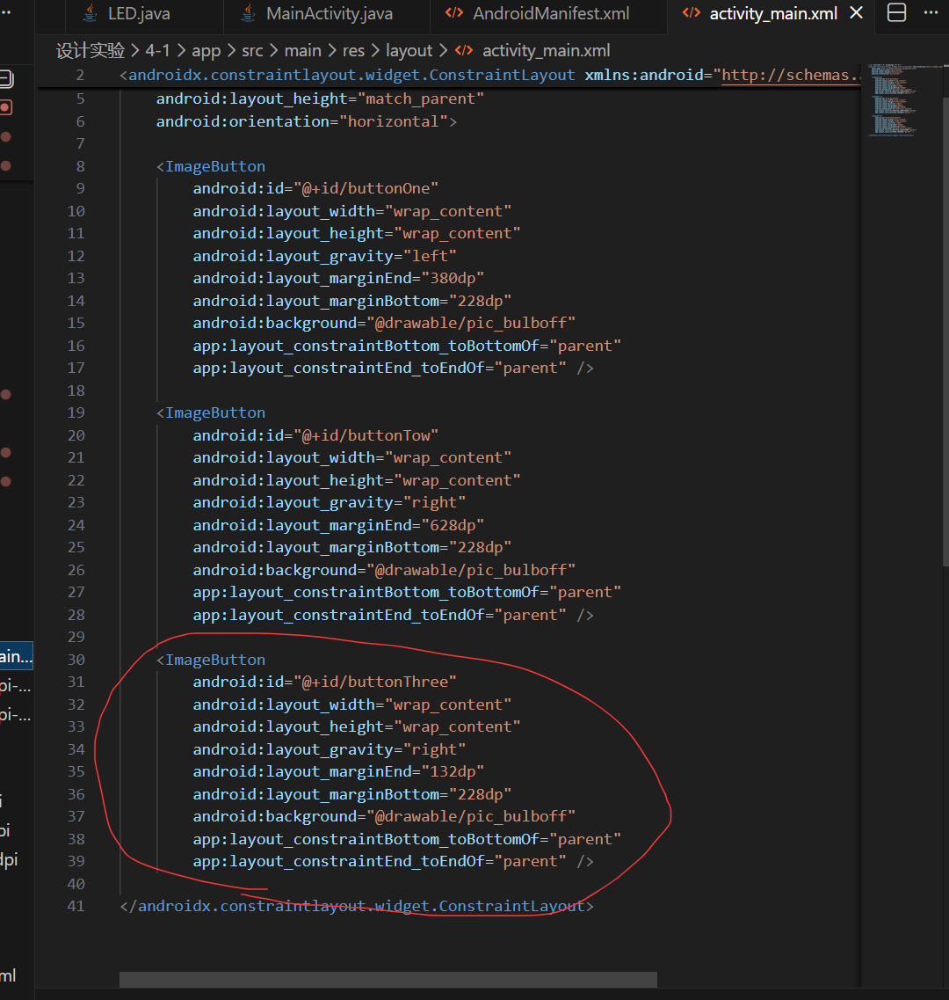 LED.java MainActivity.java AndroidManifest.xml activity_main.xml
设计实验 > 4-1 > app > src > main > res > layout > activity_main.xml
2 <androidx.constraintlayout.widget.ConstraintLayout xmlns:android="http://schemas.
5 android:layout_height="match_parent"
6 android:orientation="horizontal">
7
8 <ImageButton
9 android:id="@+id/buttonOne"
10 android:layout_width="wrap_content"
11 android:layout_height="wrap_content"
12 android:layout_gravity="left"
13 android:layout_marginEnd="380dp"
14 android:layout_marginBottom="228dp"
15 android:background="@drawable/pic_bulboff"
16 app:layout_constraintBottom_toBottomOf="parent"
17 app:layout_constraintEnd_toEndOf="parent" />
18
19 <ImageButton
20 android:id="@+id/buttonTow"
21 android:layout_width="wrap_content"
22 android:layout_height="wrap_content"
23 android:layout_gravity="right"
24 android:layout_marginEnd="628dp"
25 android:layout_marginBottom="228dp"
26 android:background="@drawable/pic_bulboff"
27 app:layout_constraintBottom_toBottomOf="parent"
28 app:layout_constraintEnd_toEndOf="parent" />
29
30 <ImageButton
31 android:id="@+id/buttonThree"
32 android:layout_width="wrap_content"
33 android:layout_height="wrap_content"
34 android:layout_gravity="right"
35 android:layout_marginEnd="132dp"
36 android:layout_marginBottom="228dp"
37 android:background="@drawable/pic_bulboff"
38 app:layout_constraintBottom_toBottomOf="parent"
39 app:layout_constraintEnd_toEndOf="parent" />
40
41 </androidx.constraintlayout.widget.ConstraintLayout>
ain...
pi-...
pi-...
i
pi
dpi
ml